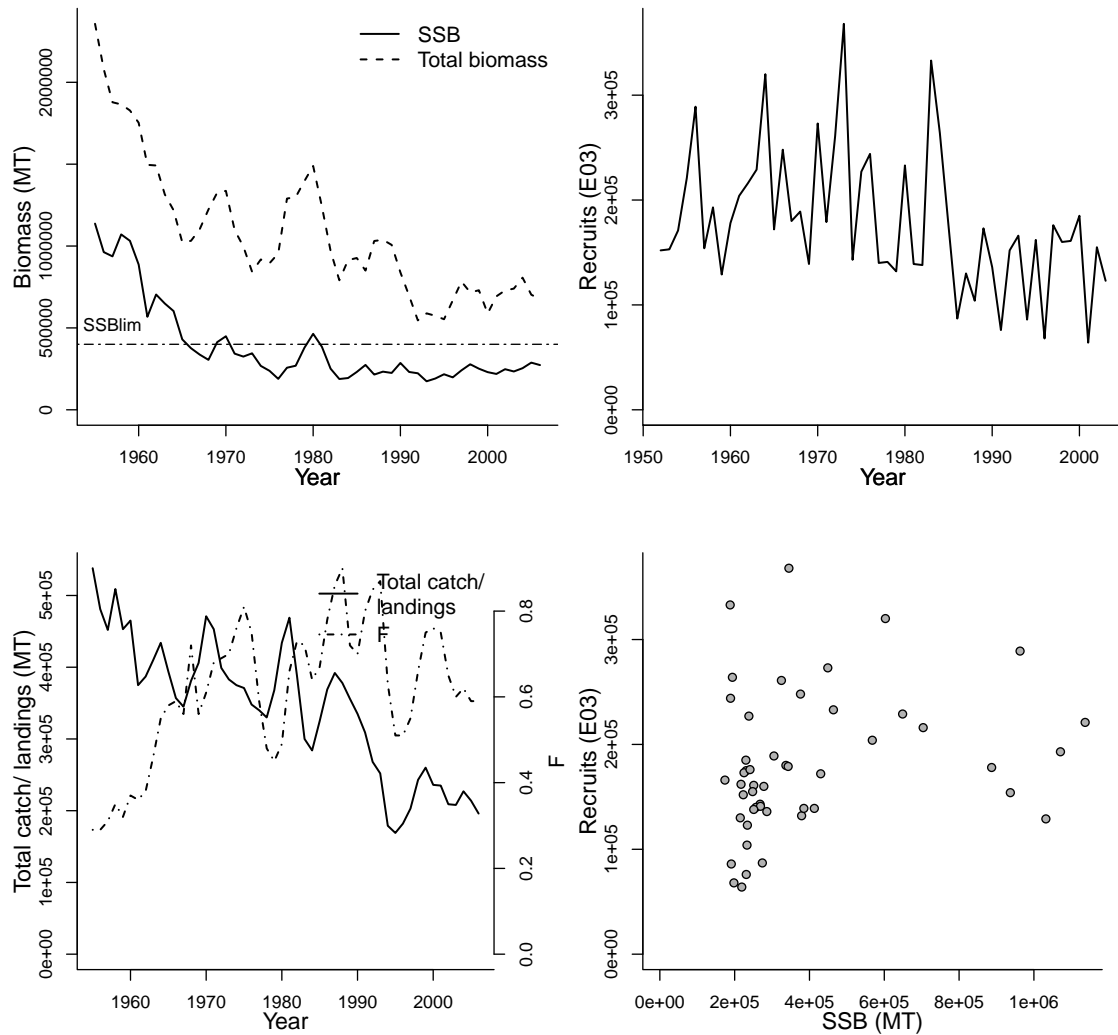 SSB
Total biomass
Biomass (MT)
0
500000
1000000
2000000
SSBlim
1960 1970 1980 1990 2000
Year
Recruits (E03)
0e+00
1e+05
2e+05
3e+05
1950 1960 1970 1980 1990 2000
Year
Total catch/
landings
F
Total catch/ landings (MT)
0e+00
1e+05
2e+05
3e+05
4e+05
5e+05
0.0
0.2
0.4
0.6
0.8
F
1960 1970 1980 1990 2000
Year
Recruits (E03)
0e+00
1e+05
2e+05
3e+05
0e+00 2e+05 4e+05 6e+05 8e+05 1e+06
SSB (MT)